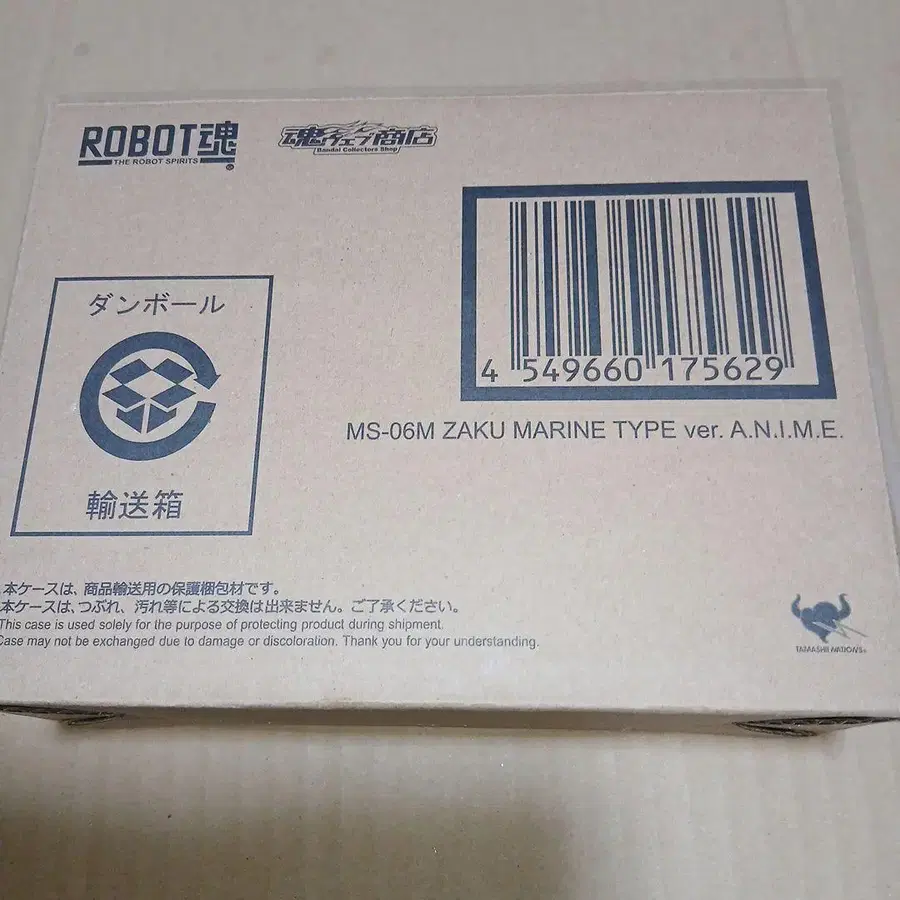 ROBOT魂
THE ROBOT SPIRITS
魂ウェブ商店
Bandai Collectors Shop
4 549660 175629
MS-06M ZAKU MARINE TYPE ver. A.N.I.M.E.
ダンボール
輸送箱
本ケースは、商品輸送用の保護梱包材です。
本ケースは、つぶれ、汚れ等による交換は出来ません。ご了承ください。
This case is used solely for the purpose of protecting product during shipment.
Case may not be exchanged due to damage or discoloration. Thank you for your understanding.
TAMASHII NATIONS